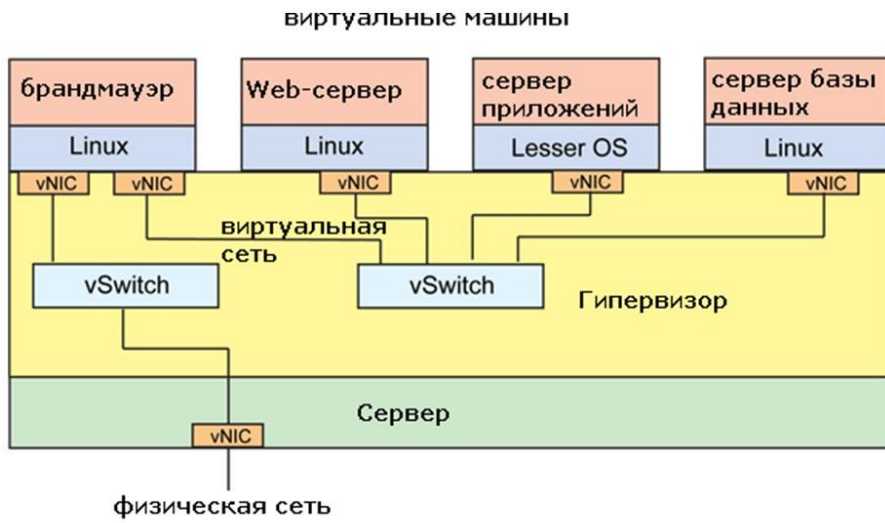 виртуальные машины
брандмауэр
Web-сервер
сервер
приложений
сервер базы
данных
Linux
Linux
Lesser OS
Linux
vNIC
vNIC
vNIC
vNIC
vNIC
виртуальная
сеть
vSwitch
vSwitch
Гипервизор
Сервер
vNIC
физическая сеть